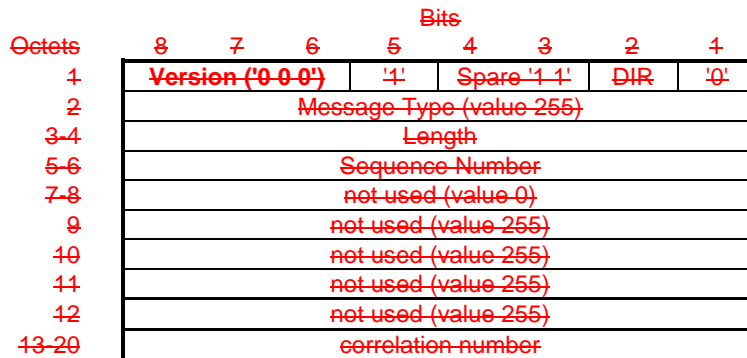 Bits
Octets 8 7 6 5 4 3 2 1
1 Version ('0 0 0') '1' Spare '1 1' DIR '0'
2 Message Type (value 255)
3-4 Length
5-6 Sequence Number
7-8 not used (value 0)
9 not used (value 255)
10 not used (value 255)
11 not used (value 255)
12 not used (value 255)
13-20 correlation number